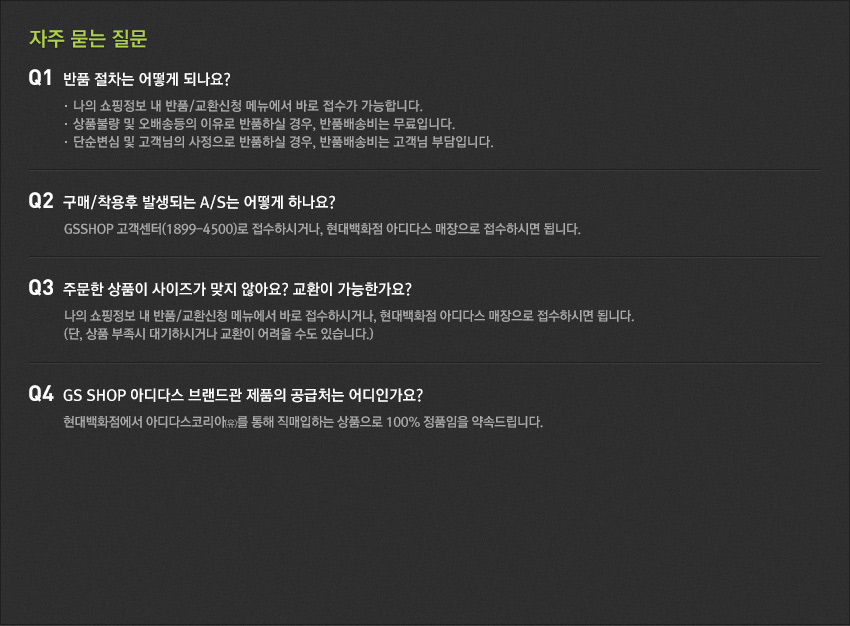 자주 묻는 질문
Q1 반품 절차는 어떻게 되나요?
· 나의 쇼핑정보 내 반품/교환신청 메뉴에서 바로 접수가 가능합니다.
· 상품불량 및 오배송등의 이유로 반품하실 경우, 반품배송비는 무료입니다.
· 단순변심 및 고객님의 사정으로 반품하실 경우, 반품배송비는 고객님 부담입니다.
Q2 구매/착용후 발생되는 A/S는 어떻게 하나요?
GSSHOP 고객센터(1899-4500)로 접수하시거나, 현대백화점 아디다스 매장으로 접수하시면 됩니다.
Q3 주문한 상품이 사이즈가 맞지 않아요? 교환이 가능한가요?
나의 쇼핑정보 내 반품/교환신청 메뉴에서 바로 접수하시거나, 현대백화점 아디다스 매장으로 접수하시면 됩니다.
(단, 상품 부족시 대기하시거나 교환이 어려울 수도 있습니다.)
Q4 GS SHOP 아디다스 브랜드관 제품의 공급처는 어디인가요?
현대백화점에서 아디다스코리아(유)를 통해 직매입하는 상품으로 100% 정품임을 약속드립니다.